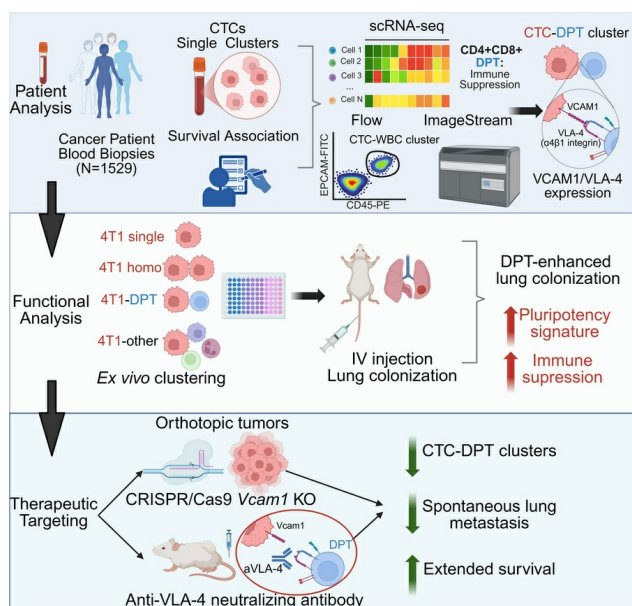 Patient
Analysis
Cancer Patient
Blood Biopsies
(N=1529)
CTCs
Single Clusters
Survival Association
scRNA-seq
Cell 1
Cell 2
Cell 3
...
Cell N
CD4+CD8+
DPT:
Immune
Suppression
Flow
ImageStream
CTC-WBC cluster
EPCAM-FITC
CD45-PE
CTC-DPT cluster
VCAM1
VLA-4
(α4β1 integrin)
VCAM1/VLA-4
expression
Functional
Analysis
4T1 single
4T1 homo
4T1-DPT
4T1-other
Ex vivo clustering
IV injection
Lung colonization
DPT-enhanced
lung colonization
Pluripotency
signature
Immune
supression
Therapeutic
Targeting
Orthotopic tumors
CRISPR/Cas9 Vcam1 KO
Vcam1
aVLA-4
DPT
Anti-VLA-4 neutralizing antibody
CTC-DPT clusters
Spontaneous lung
metastasis
Extended survival